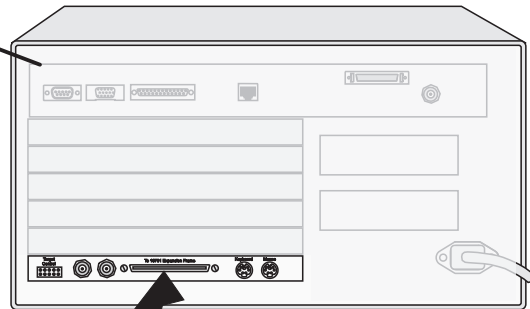 Target
Control
To 16701 Expansion Frame
Keyboard
Mouse